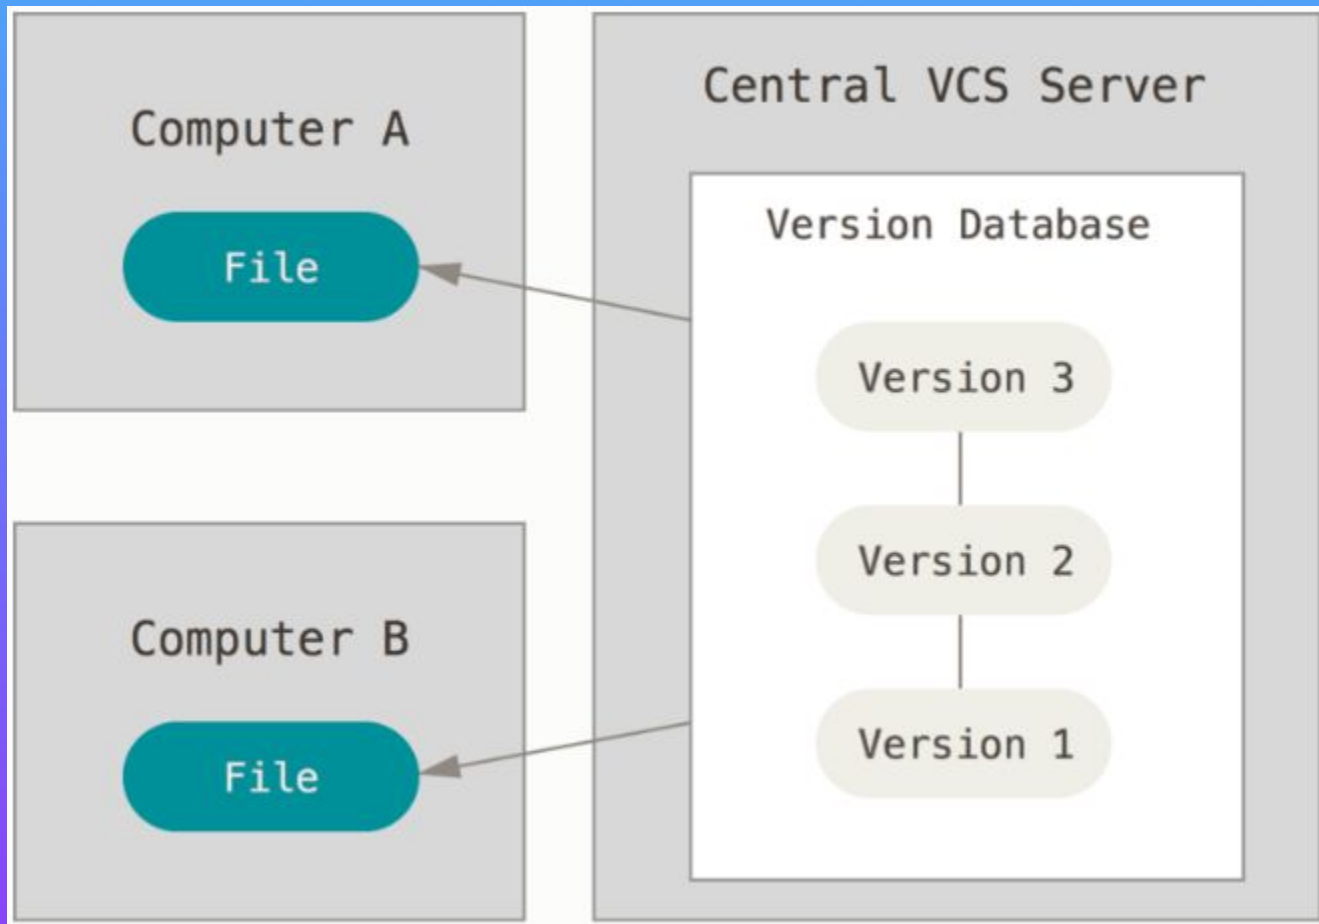 Computer A
File
Computer B
File
Central VCS Server
Version Database
Version 3
Version 2
Version 1